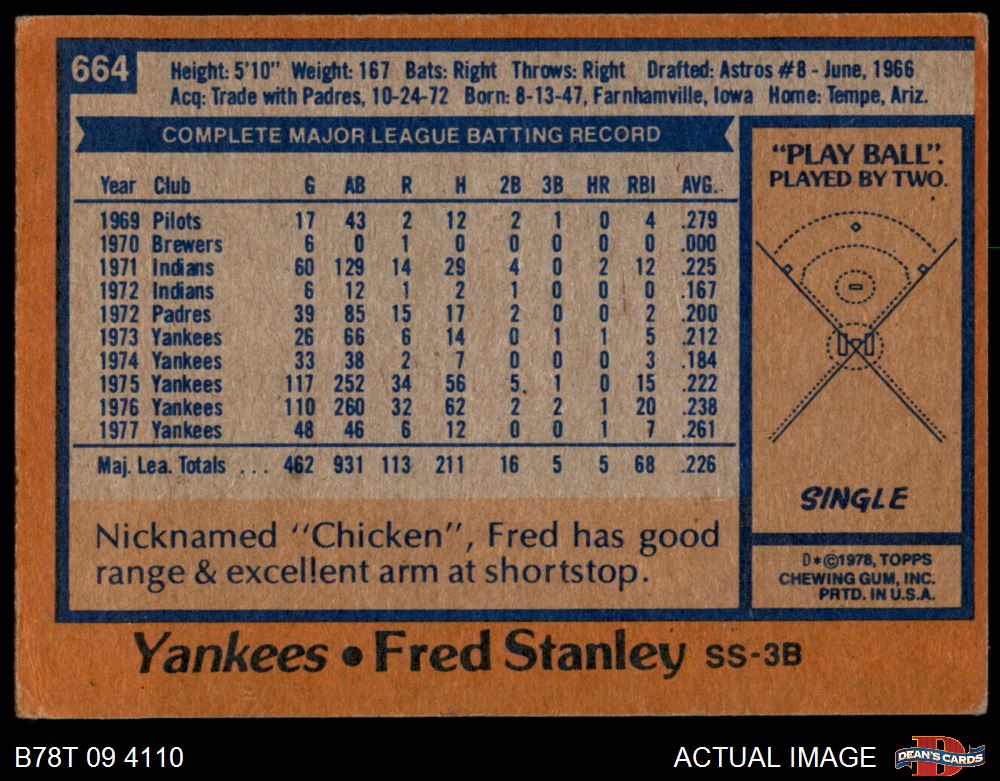 664
Height: 5'10" Weight: 167 Bats: Right Throws: Right Drafted: Astros #8 - June, 1966
Acq: Trade with Padres, 10-24-72 Born: 8-13-47, Farnhamville, Iowa Home: Tempe, Ariz.
COMPLETE MAJOR LEAGUE BATTING RECORD
Year Club G AB R H 2B 3B HR RBI AVG.
1969 Pilots 17 43 2 12 2 1 0 4 .279
1970 Brewers 6 0 1 0 0 0 0 0 .000
1971 Indians 60 129 14 29 4 0 2 12 .225
1972 Indians 6 12 1 2 1 0 0 0 .167
1972 Padres 39 85 15 17 2 0 0 2 .200
1973 Yankees 26 66 6 14 0 1 1 5 .212
1974 Yankees 33 38 2 7 0 0 0 3 .184
1975 Yankees 117 252 34 56 5 1 0 15 .222
1976 Yankees 110 260 32 62 2 2 1 20 .238
1977 Yankees 48 46 6 12 0 0 1 7 .261
Maj. Lea. Totals ... 462 931 113 211 16 5 5 68 .226
Nicknamed "Chicken", Fred has good
range & excellent arm at shortstop.
"PLAY BALL".
PLAYED BY TWO.
SINGLE
D*©1978, TOPPS
CHEWING GUM, INC.
PRTD. IN U.S.A.
Yankees • Fred Stanley SS-3B
B78T 09 4110
ACTUAL IMAGE
D
DEAN'S CARDS